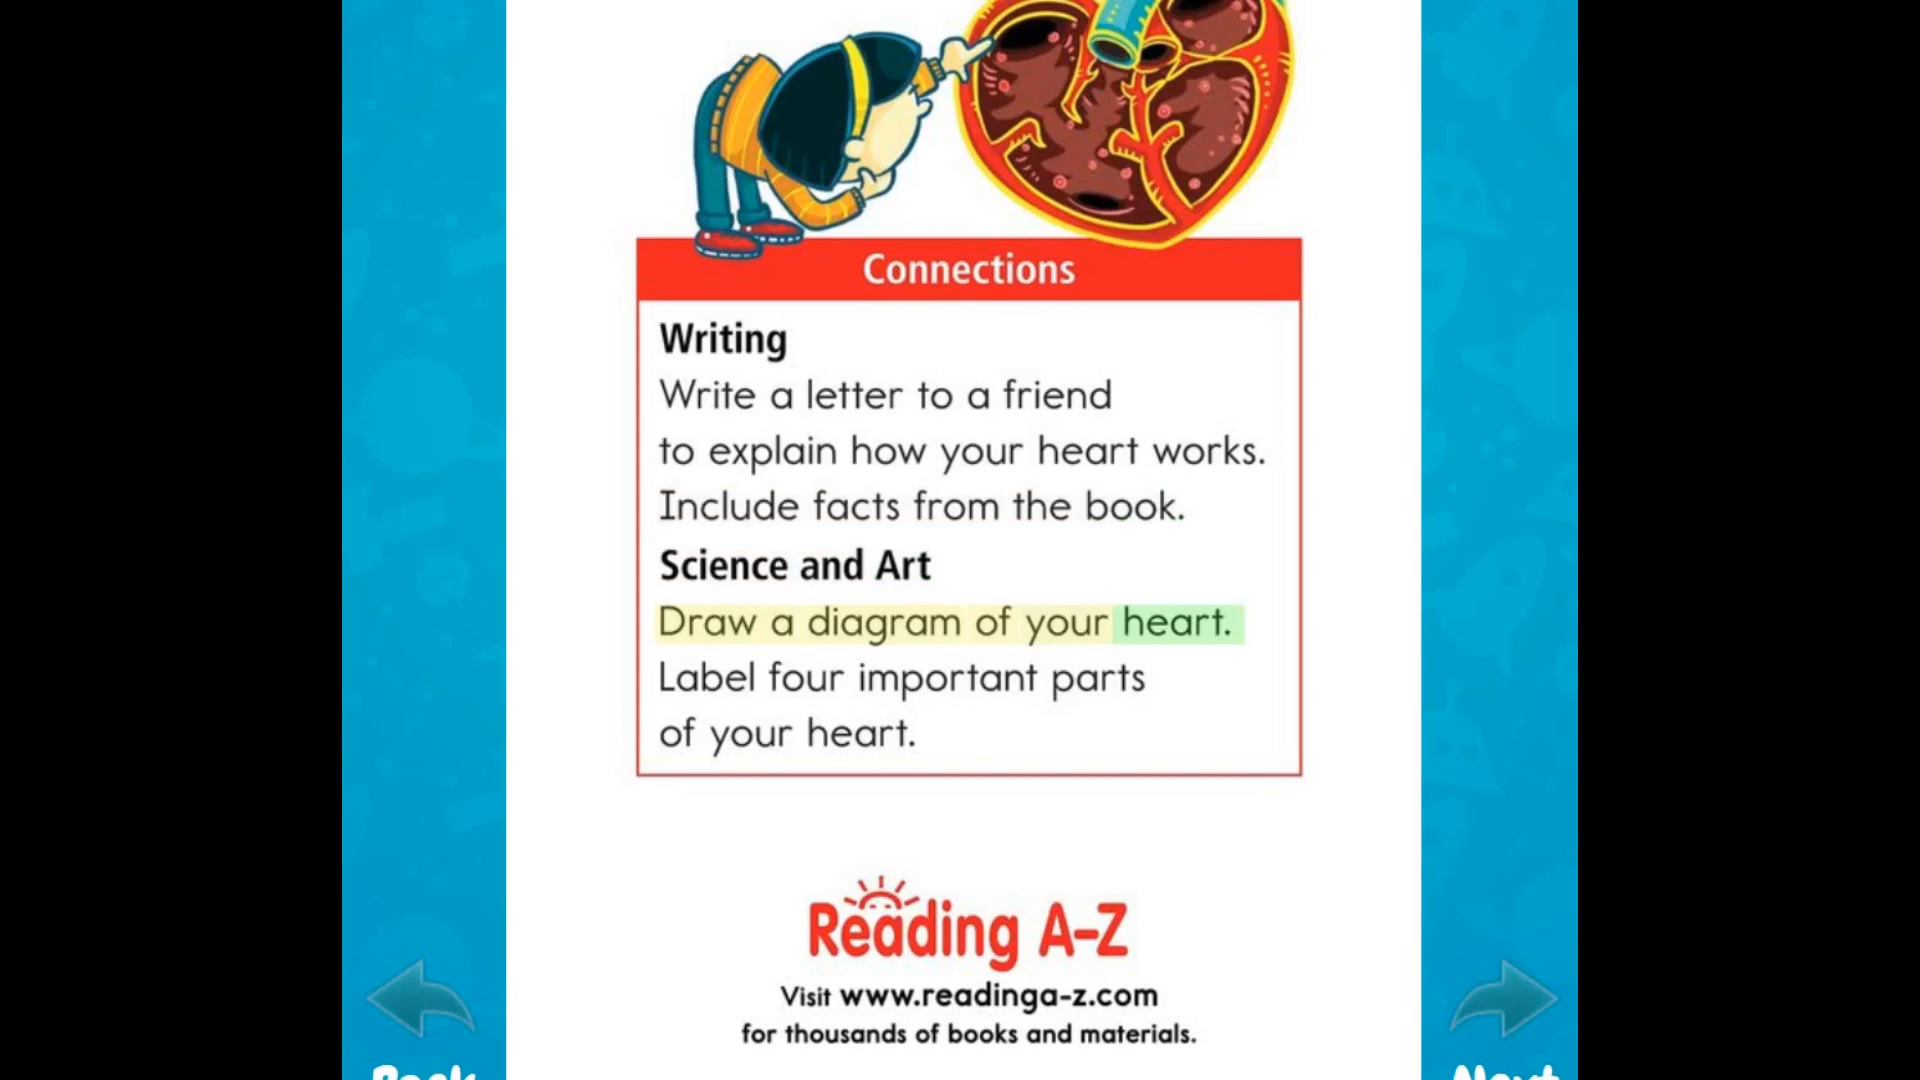 Connections
Writing
Write a letter to a friend
to explain how your heart works.
Include facts from the book.
Science and Art
Draw a diagram of your heart.
Label four important parts
of your heart.
Reading A-Z
Visit www.readinga-z.com
for thousands of books and materials.
Back
Next